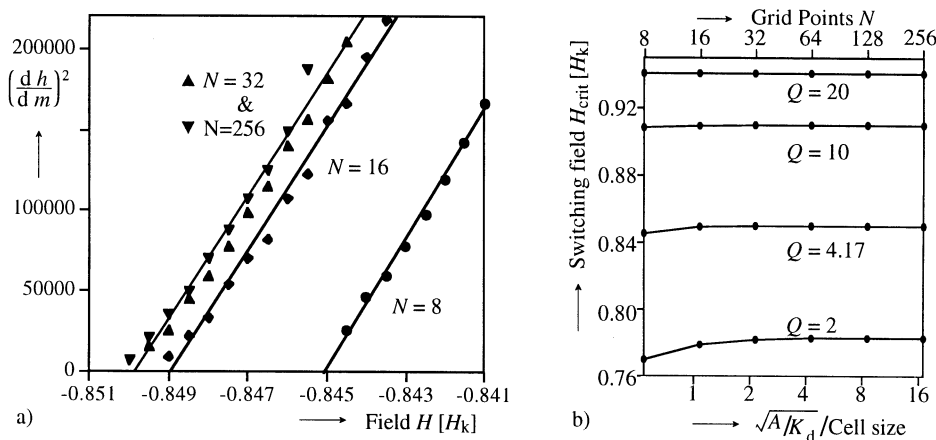 200000
(dh/dm)²
100000
50000
0
▲ N = 32
&
▼ N=256
N = 16
N = 8
-0.851 -0.849 -0.847 -0.845 -0.843 -0.841
a) Field H [Hk]
Grid Points N
8 16 32 64 128 256
Switching field Hcrit [Hk]
0.92
0.88
0.84
0.80
0.76
Q = 20
Q = 10
Q = 4.17
Q = 2
1 2 4 8 16
b) √A/Kd /Cell size